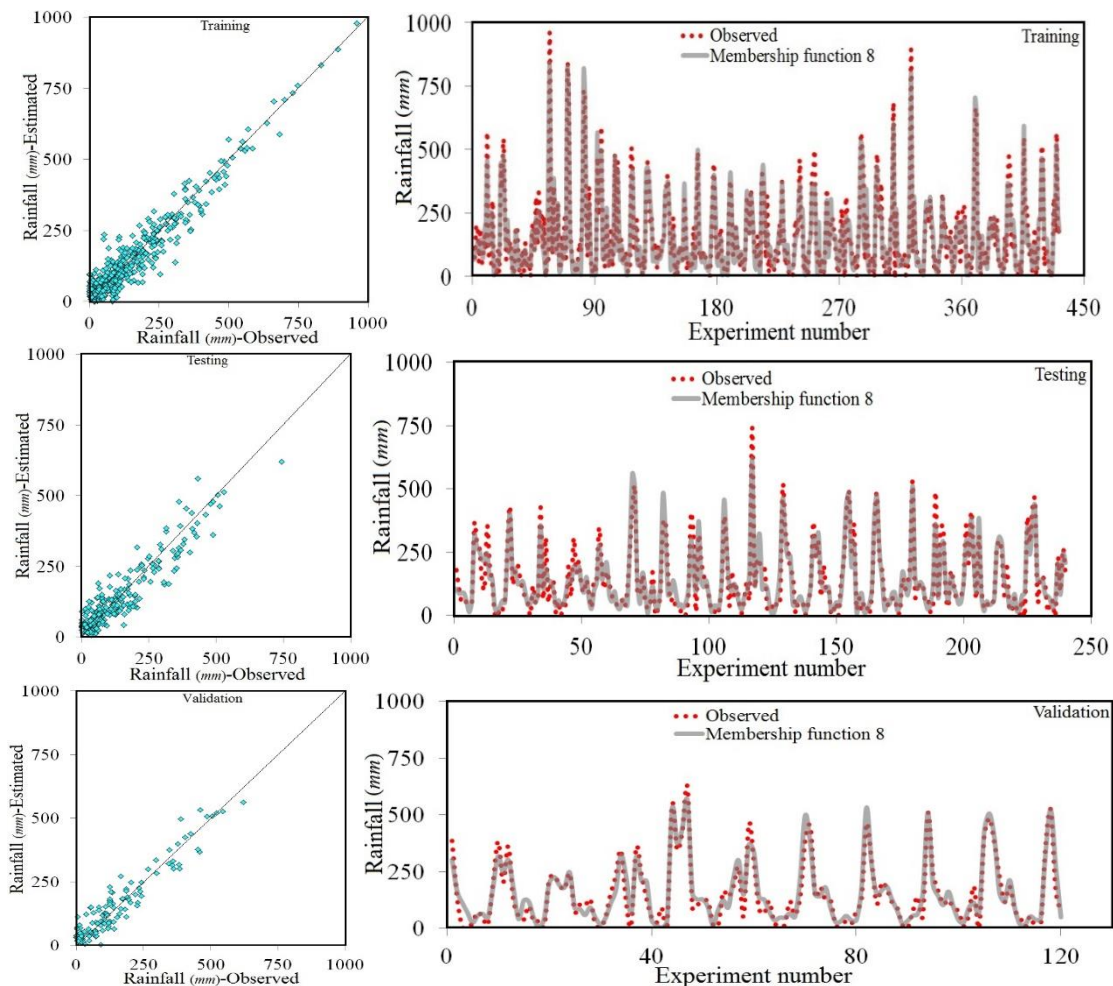 Training
Rainfall (mm)-Estimated
1000
750
500
250
0
0 250 500 750 1000
Rainfall (mm)-Observed
Training
Observed
Membership function 8
Rainfall (mm)
1000
750
500
250
0
0 90 180 270 360 450
Experiment number
Testing
Rainfall (mm)-Estimated
1000
750
500
250
0
0 250 500 750 1000
Rainfall (mm)-Observed
Testing
Observed
Membership function 8
Rainfall (mm)
1000
750
500
250
0
0 50 100 150 200 250
Experiment number
Validation
Rainfall (mm)-Estimated
1000
750
500
250
0
0 250 500 750 1000
Rainfall (mm)-Observed
Validation
Observed
Membership function 8
Rainfall (mm)
1000
750
500
250
0
0 40 80 120
Experiment number